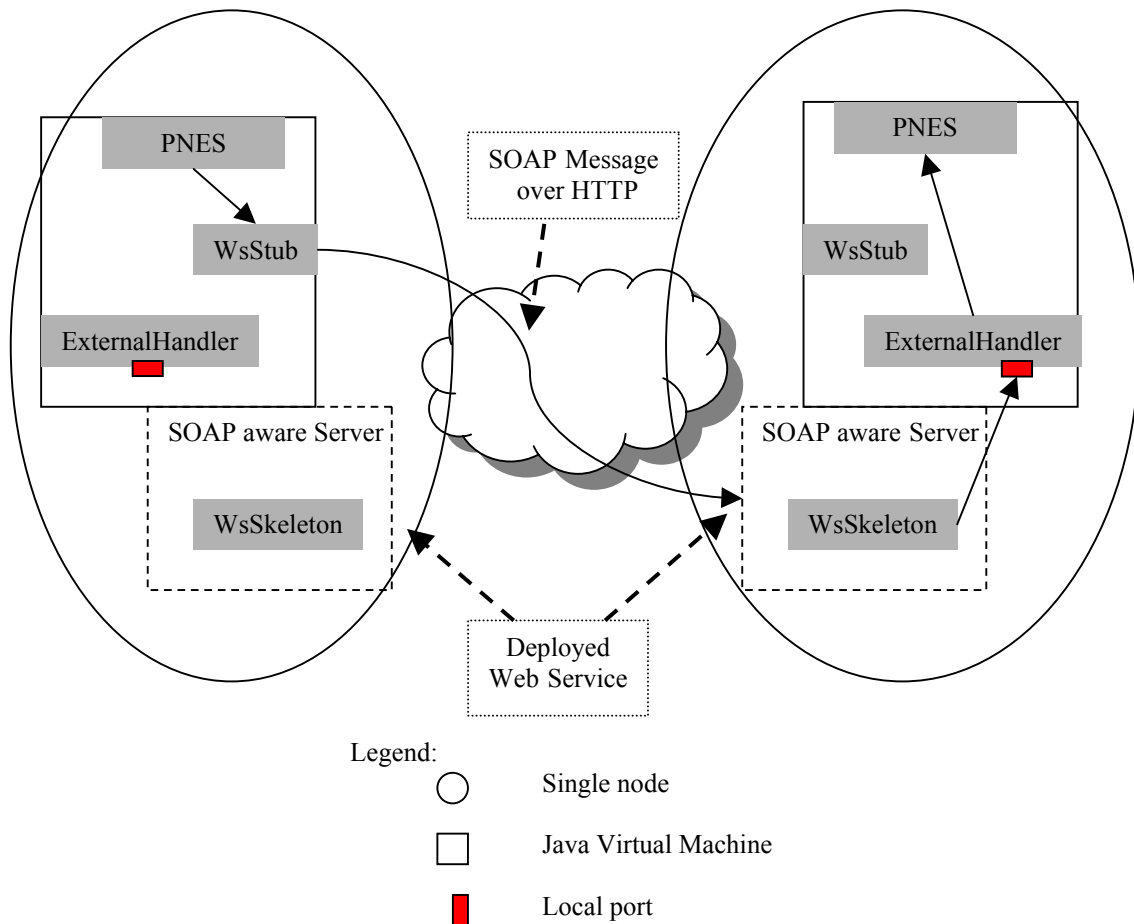 PNES
WsStub
ExternalHandler
SOAP aware Server
WsSkeleton
SOAP Message
over HTTP
PNES
WsStub
ExternalHandler
SOAP aware Server
WsSkeleton
Deployed
Web Service
Legend:
Single node
Java Virtual Machine
Local port